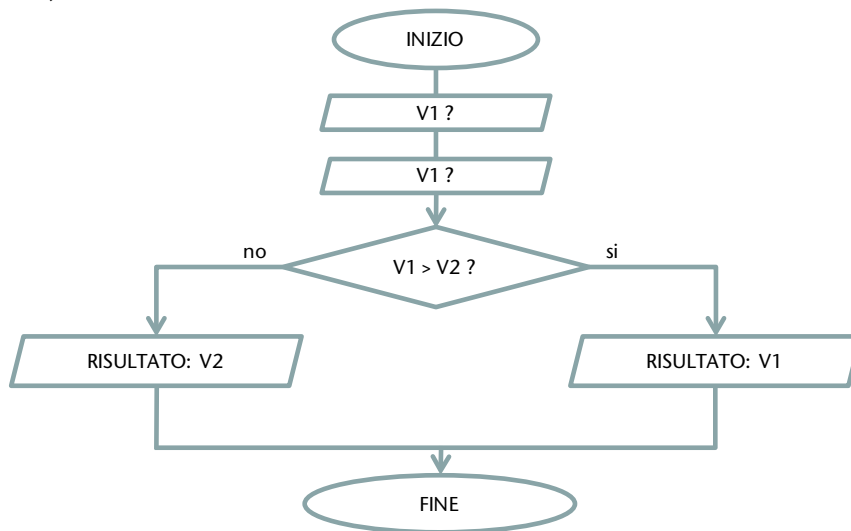 INIZIO
V1 ?
V1 ?
no
V1 > V2 ?
si
RISULTATO: V2
RISULTATO: V1
FINE